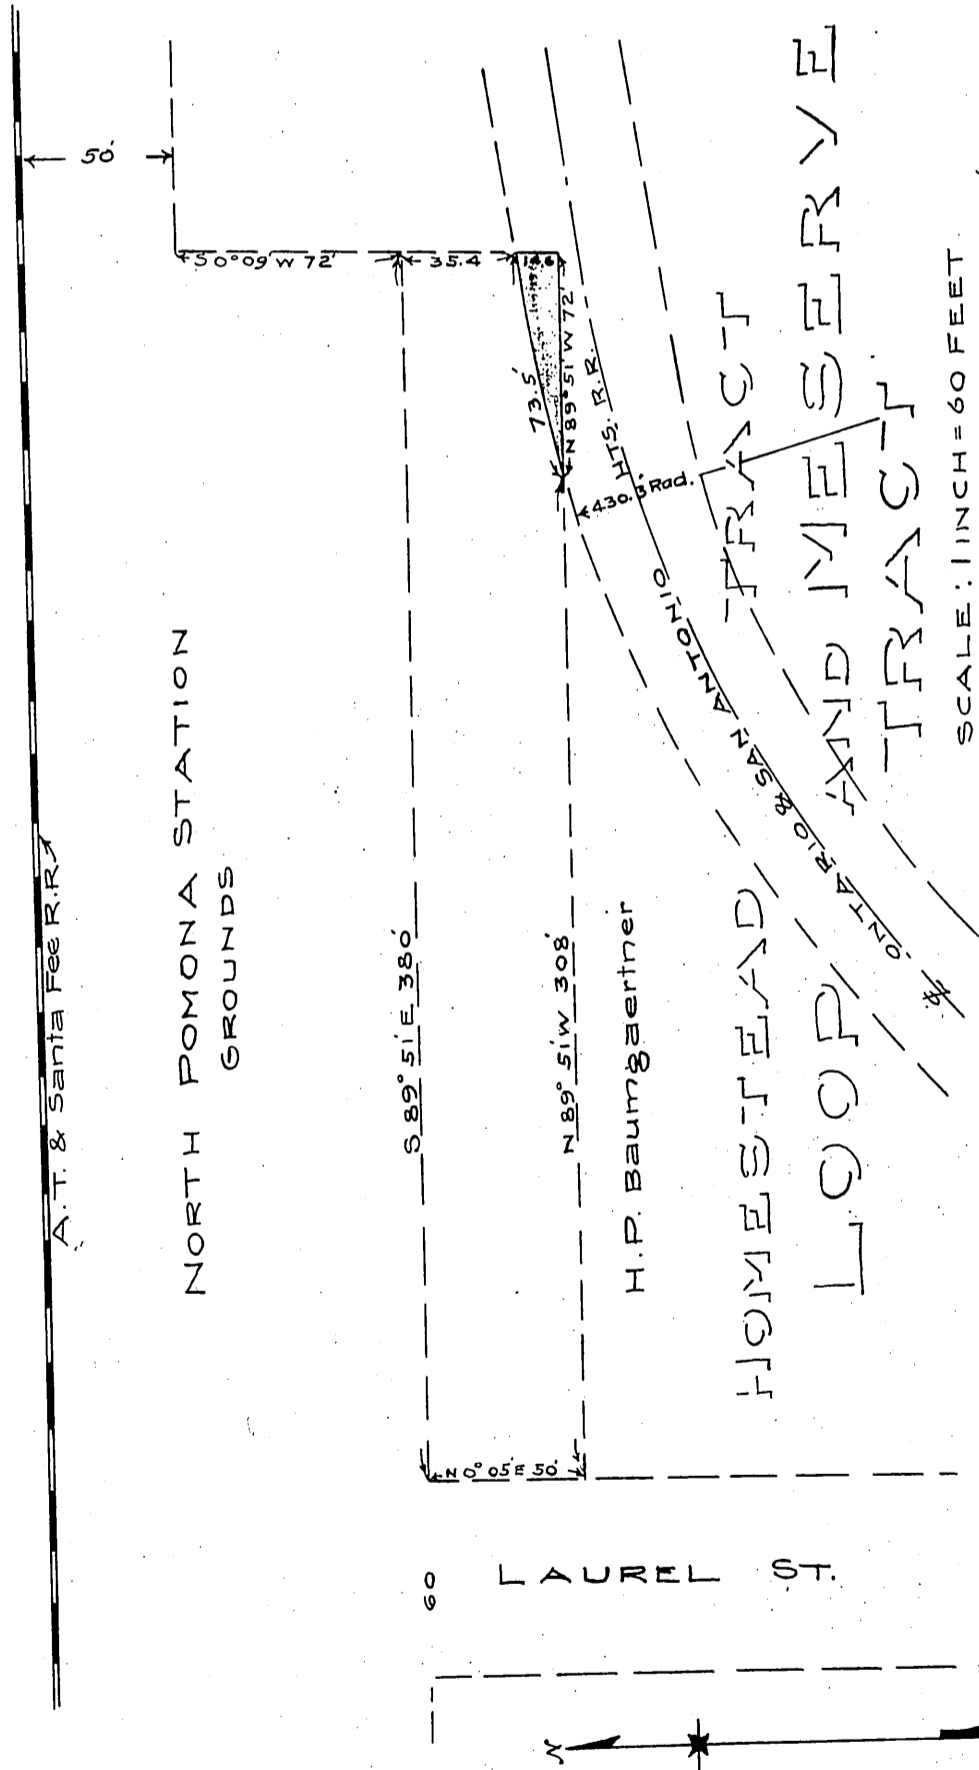 50'
S 0° 09' W 72'
35.4
14.6
73.5'
N 89° 51' W 72'
430.3' Rad.
A.T. & Santa Fee R.R.
NORTH POMONA STATION
GROUNDS
S 89° 51' E 380'
N 89° 51' W 308'
H.P. Baumgaertner
ONTARIO & SAN ANTONIO HTS. R.R.
HOMESTEAD TRACT
LOOP AND MESERVE
TRACT
SCALE: 1 INCH = 60 FEET
N 0° 05' E 50'
60
LAUREL ST.
N